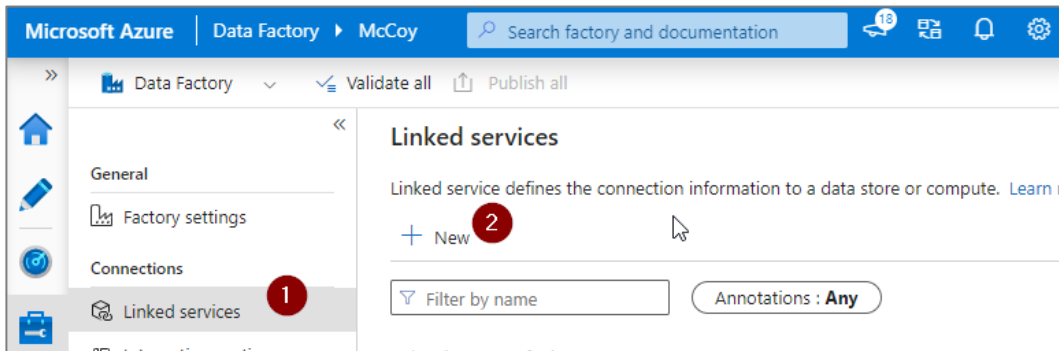 Microsoft Azure Data Factory McCoy Search factory and documentation 18
Data Factory Validate all Publish all
Linked services
General
Linked service defines the connection information to a data store or compute. Learn
Factory settings
New 2
Connections
1
Linked services
Filter by name Annotations : Any